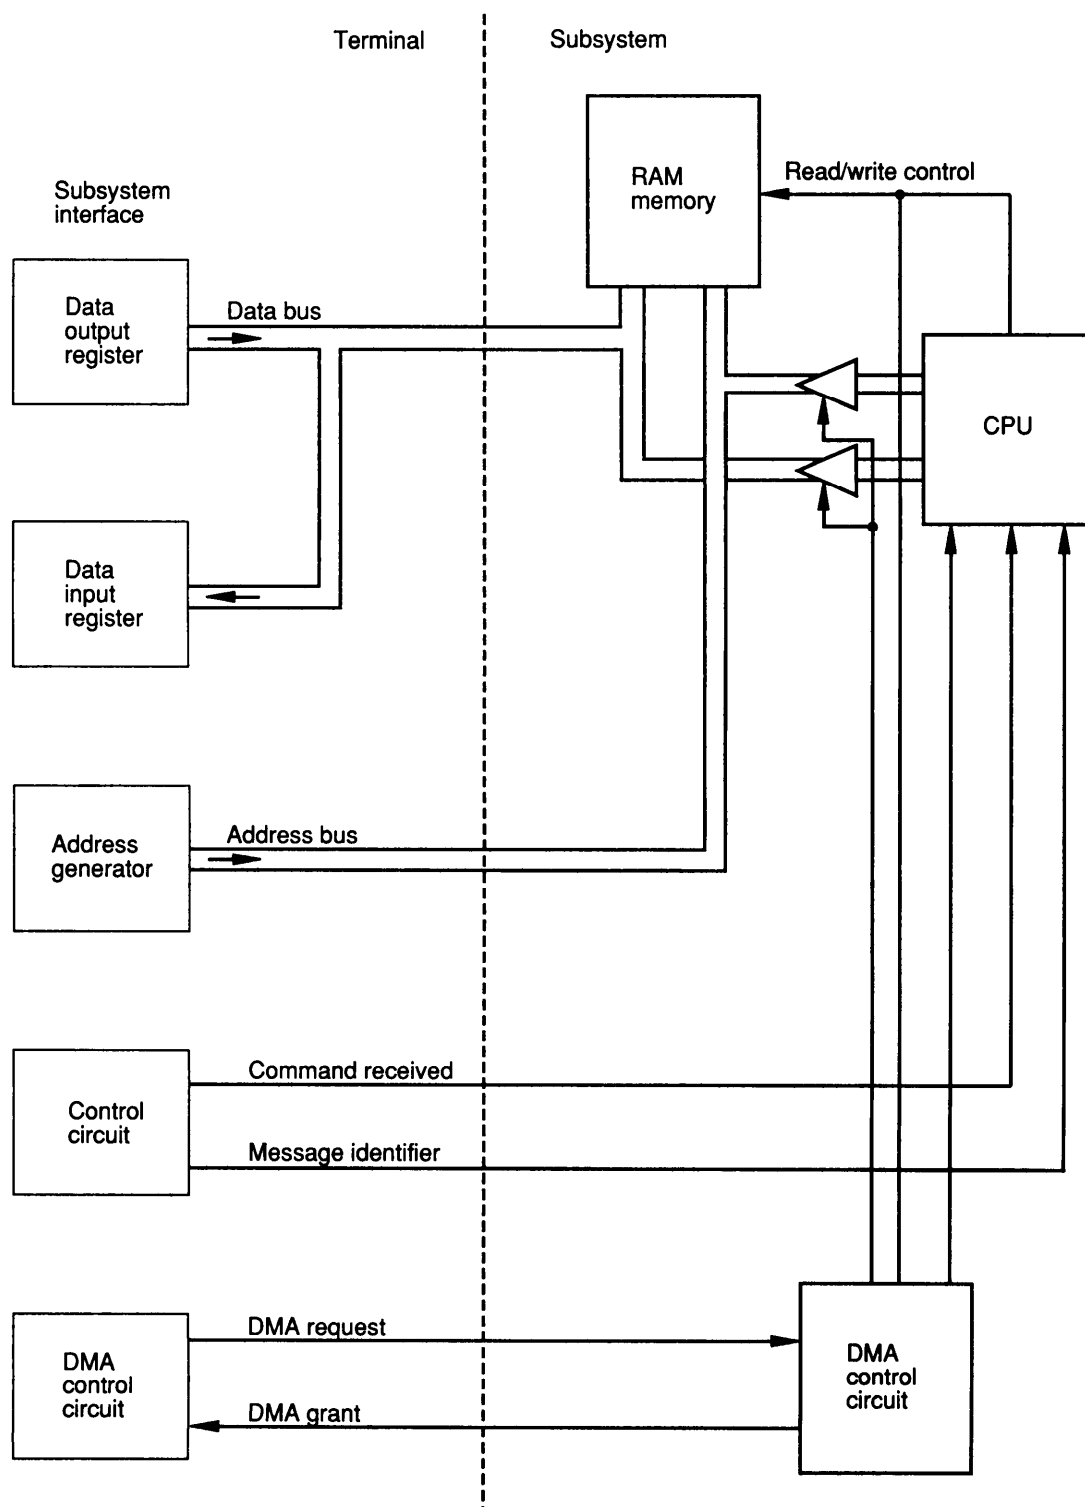 Terminal
Subsystem
Subsystem
interface
RAM
memory
Read/write control
Data
output
register
Data bus
CPU
Data
input
register
Address
generator
Address bus
Control
circuit
Command received
Message identifier
DMA
control
circuit
DMA request
DMA grant
DMA
control
circuit